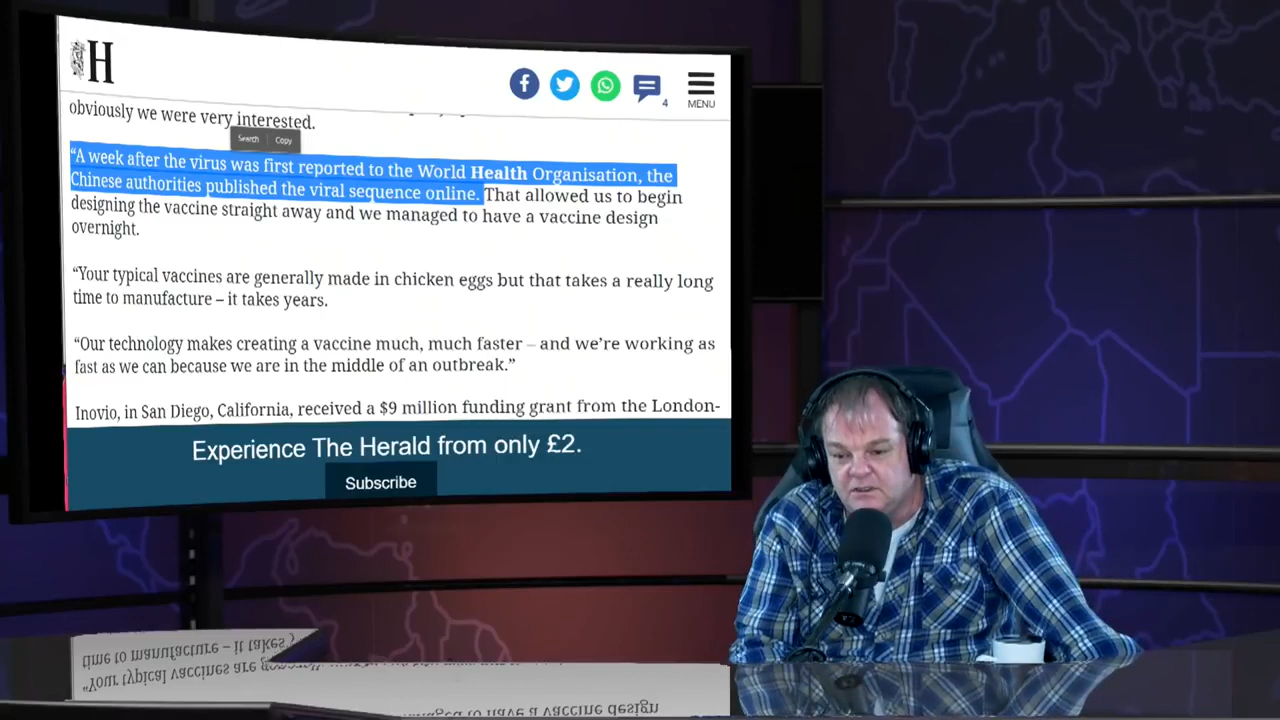 H
4
MENU
obviously we were very interested.
Search Copy
“A week after the virus was first reported to the World Health Organisation, the
Chinese authorities published the viral sequence online. That allowed us to begin
designing the vaccine straight away and we managed to have a vaccine design
overnight.
“Your typical vaccines are generally made in chicken eggs but that takes a really long
time to manufacture – it takes years.
“Our technology makes creating a vaccine much, much faster – and we’re working as
fast as we can because we are in the middle of an outbreak.”
Inovio, in San Diego, California, received a $9 million funding grant from the London-
Experience The Herald from only £2.
Subscribe